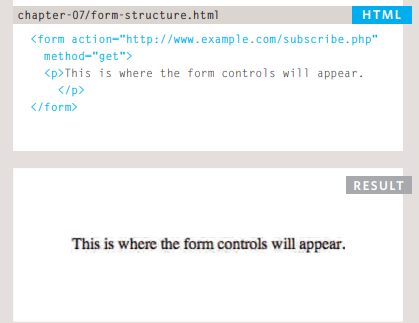 chapter-07/form-structure.html
HTML
<form action="http://www.example.com/subscribe.php"
method="get">
<p>This is where the form controls will appear.
</p>
</form>
RESULT
This is where the form controls will appear.